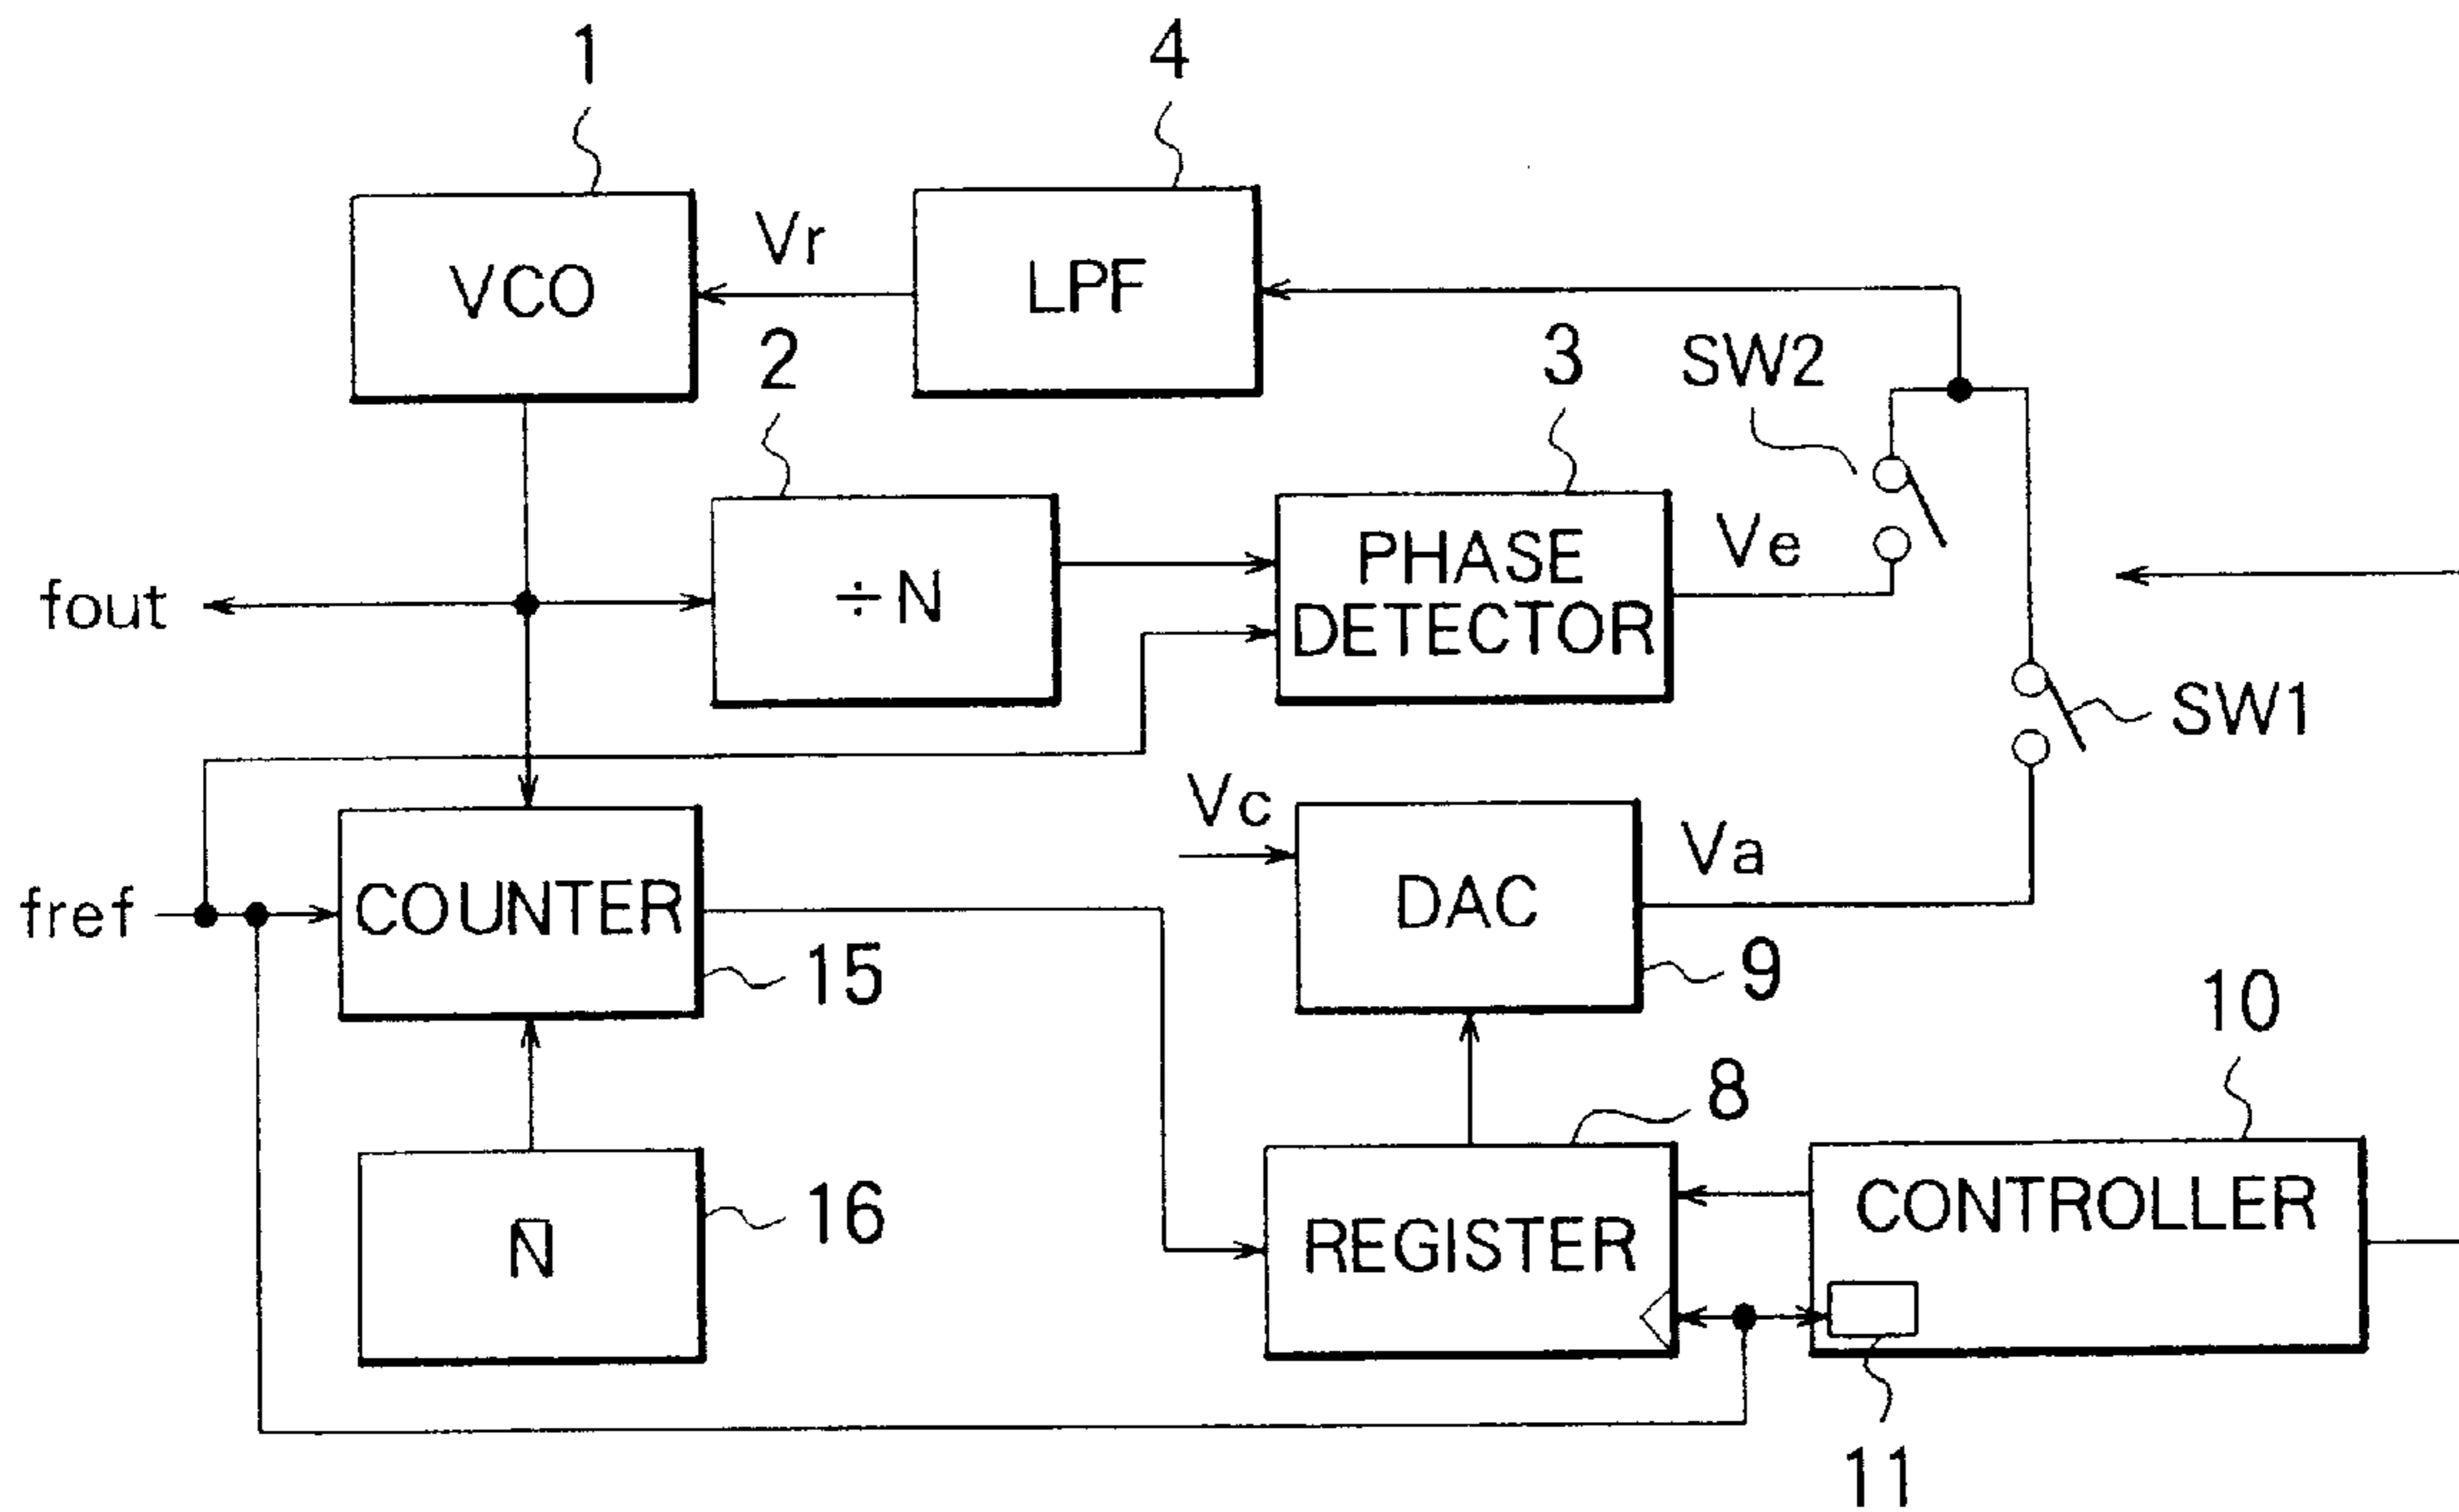 1
4
VCO
Vr
LPF
2
3
SW2
÷N
PHASE
DETECTOR
Ve
fout
SW1
Vc
DAC
Va
fref
COUNTER
15
9
10
8
N
16
REGISTER
CONTROLLER
11